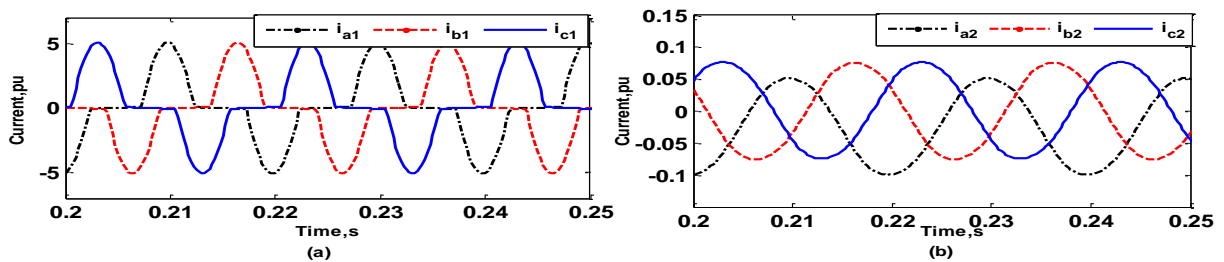 i_a1 i_b1 i_c1
5
0
-5
Current,pu
0.2 0.21 0.22 0.23 0.24 0.25
Time,s
(a)
i_a2 i_b2 i_c2
0.15
0.1
0.05
0
-0.05
-0.1
Current,pu
0.2 0.21 0.22 0.23 0.24 0.25
Time,s
(b)